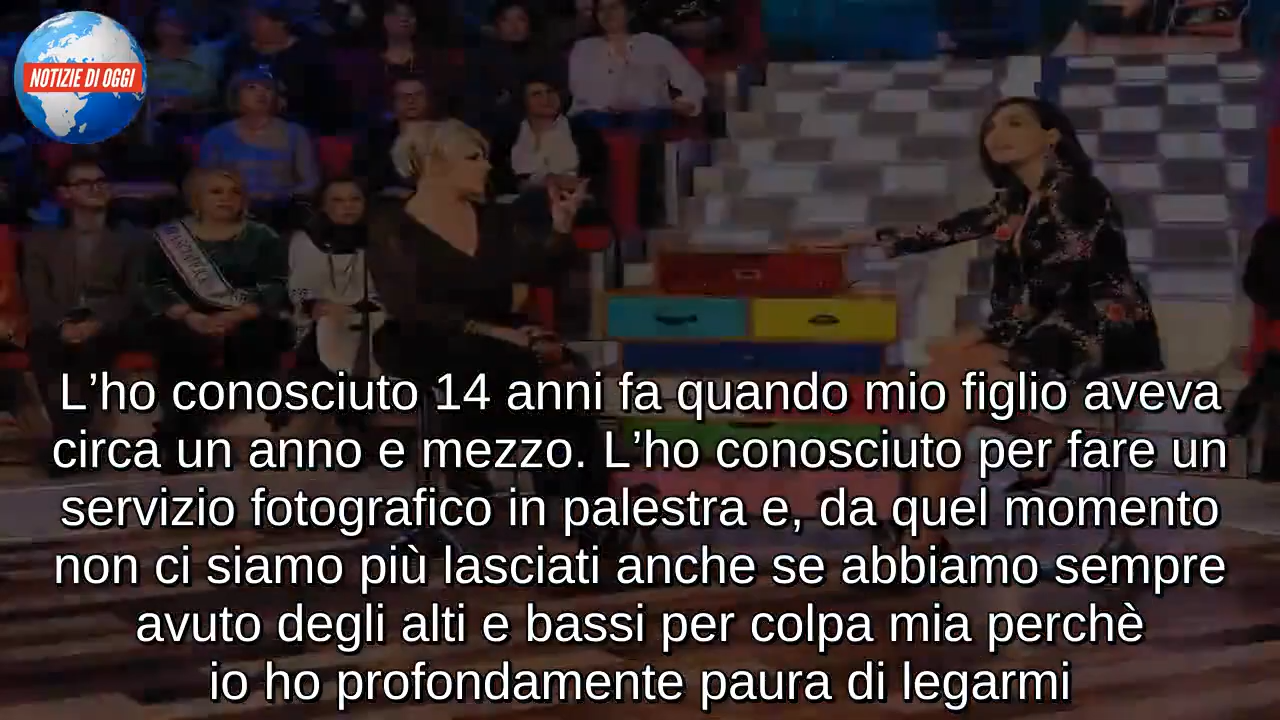 NOTIZIE DI OGGI
L’ho conosciuto 14 anni fa quando mio figlio aveva
circa un anno e mezzo. L’ho conosciuto per fare un
servizio fotografico in palestra e, da quel momento
non ci siamo più lasciati anche se abbiamo sempre
avuto degli alti e bassi per colpa mia perchè
io ho profondamente paura di legarmi